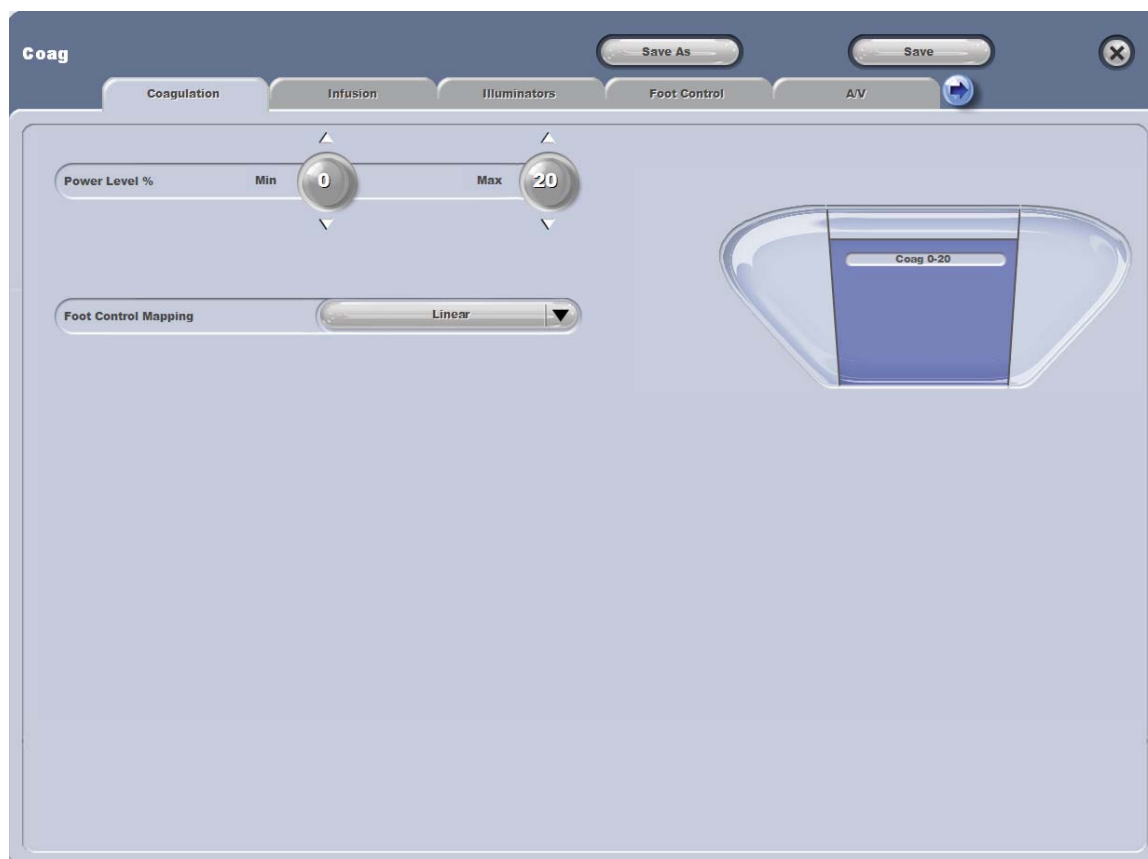 Coag
Save As
Save
Coagulation
Infusion
Illuminators
Foot Control
A/V
Power Level %
Min
0
Max
20
Coag 0-20
Foot Control Mapping
Linear